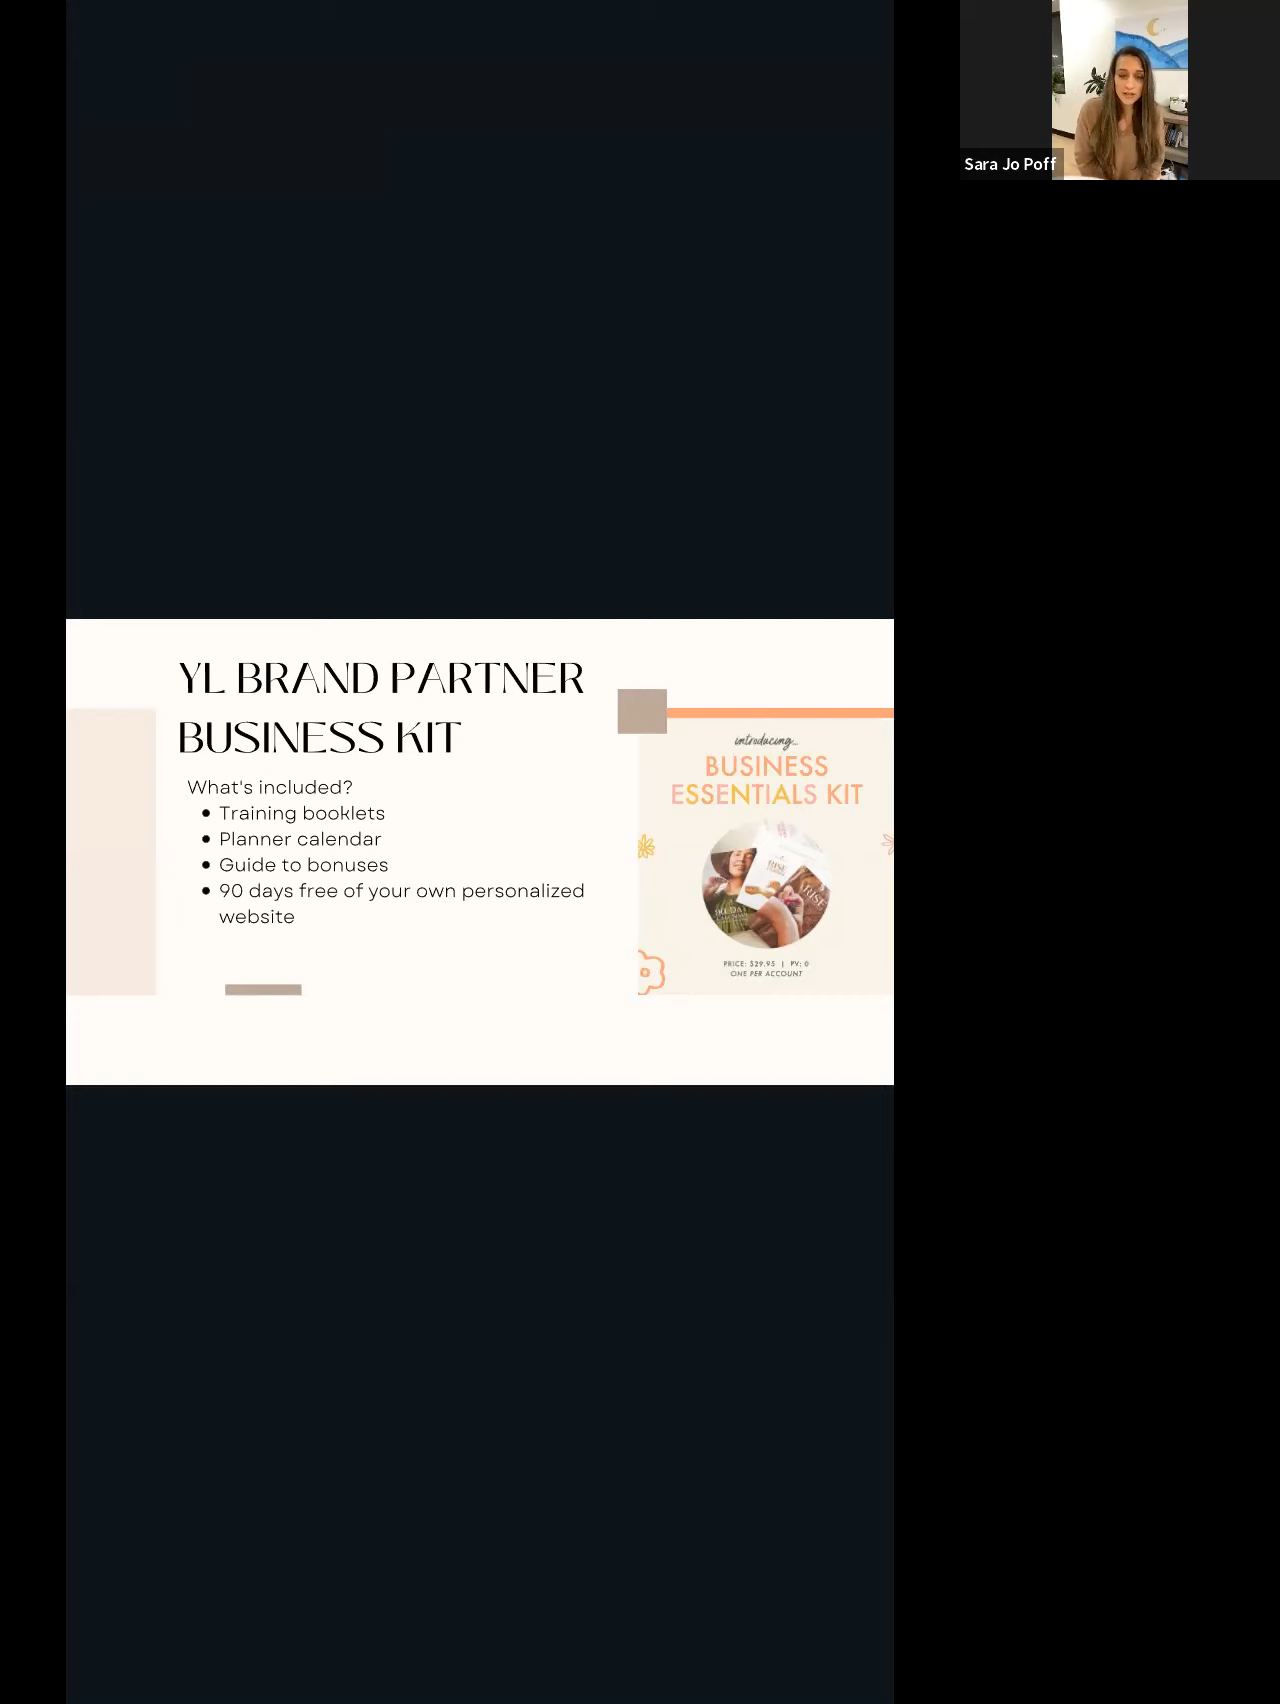 Sara Jo Poff
YL BRAND PARTNER
BUSINESS KIT
What's included?
Training booklets
Planner calendar
Guide to bonuses
90 days free of your own personalized
website
introducing...
BUSINESS
ESSENTIALS KIT
RISE
PRICE: $29.95 | PV: 0
ONE PER ACCOUNT